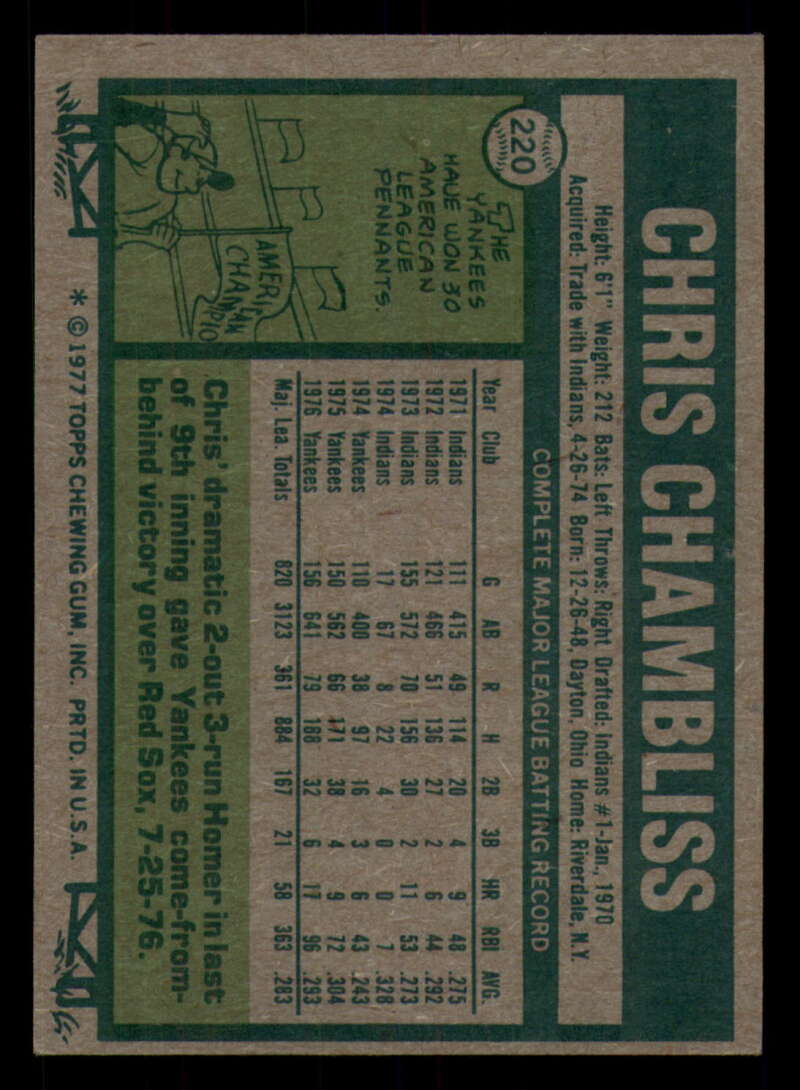 CHRIS CHAMBLISS
Height: 6'1" Weight: 212 Bats: Left Throws: Right Drafted: Indians #1-Jan., 1970
Acquired: Trade with Indians, 4-26-74 Born: 12-26-48, Dayton, Ohio Home: Riverdale, N.Y.
220
THE
YANKEES
HAVE WON 30
AMERICAN
LEAGUE
PENNANTS.
AMERICAN
CHAMPIO
COMPLETE MAJOR LEAGUE BATTING RECORD
Year Club G AB R H 2B 3B HR RBI AVG.
1971 Indians 111 415 49 114 20 4 9 48 .275
1972 Indians 121 466 51 136 27 2 6 44 .292
1973 Indians 155 572 70 156 30 2 11 53 .273
1974 Indians 17 67 8 22 4 0 0 7 .328
1974 Yankees 110 400 38 97 16 3 6 43 .243
1975 Yankees 150 562 66 171 38 4 9 72 .304
1976 Yankees 156 641 79 188 32 6 17 96 .293
Maj. Lea. Totals 820 3123 361 884 167 21 58 363 .283
Chris' dramatic 2-out 3-run Homer in last
of 9th inning gave Yankees come-from-
behind victory over Red Sox, 7-25-76.
* © 1977 TOPPS CHEWING GUM, INC. PRTD. IN U.S.A.